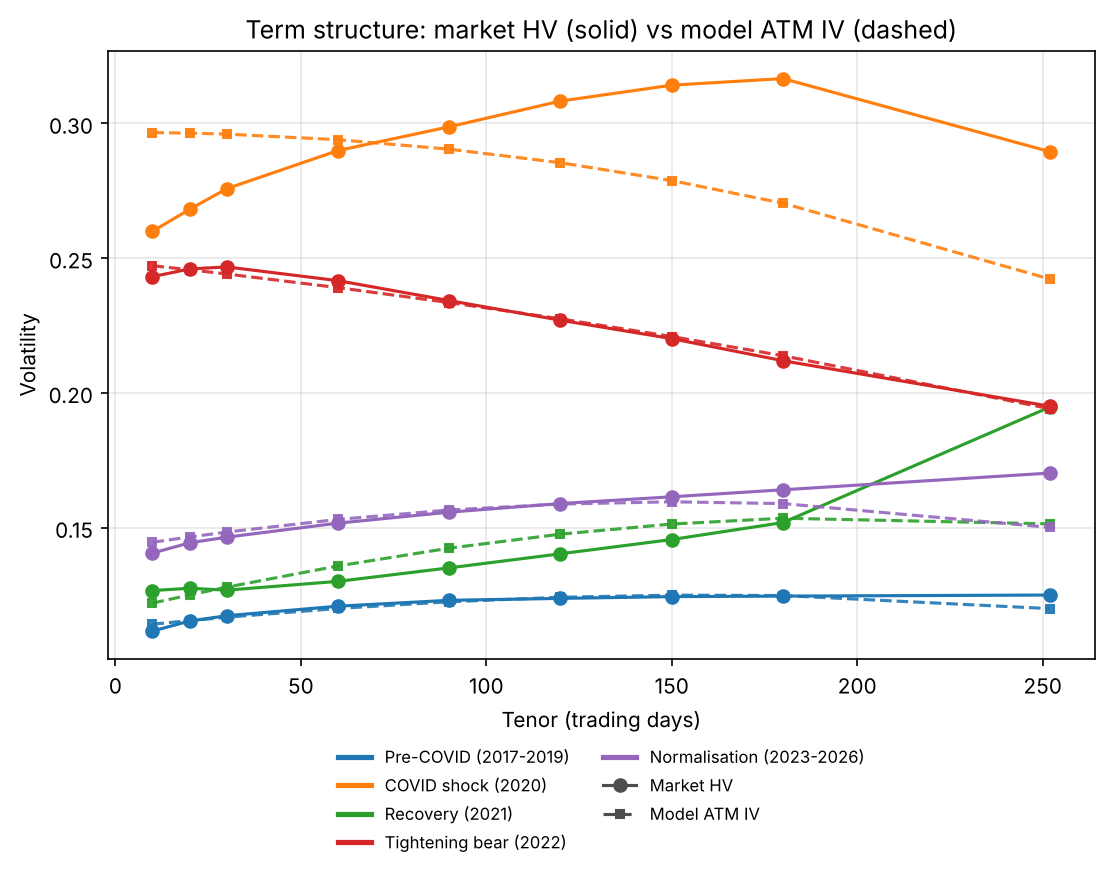 Term structure: market HV (solid) vs model ATM IV (dashed)
Volatility
0.30
0.25
0.20
0.15
0
50
100
150
200
250
Tenor (trading days)
Pre-COVID (2017-2019)
COVID shock (2020)
Recovery (2021)
Tightening bear (2022)
Normalisation (2023-2026)
Market HV
Model ATM IV